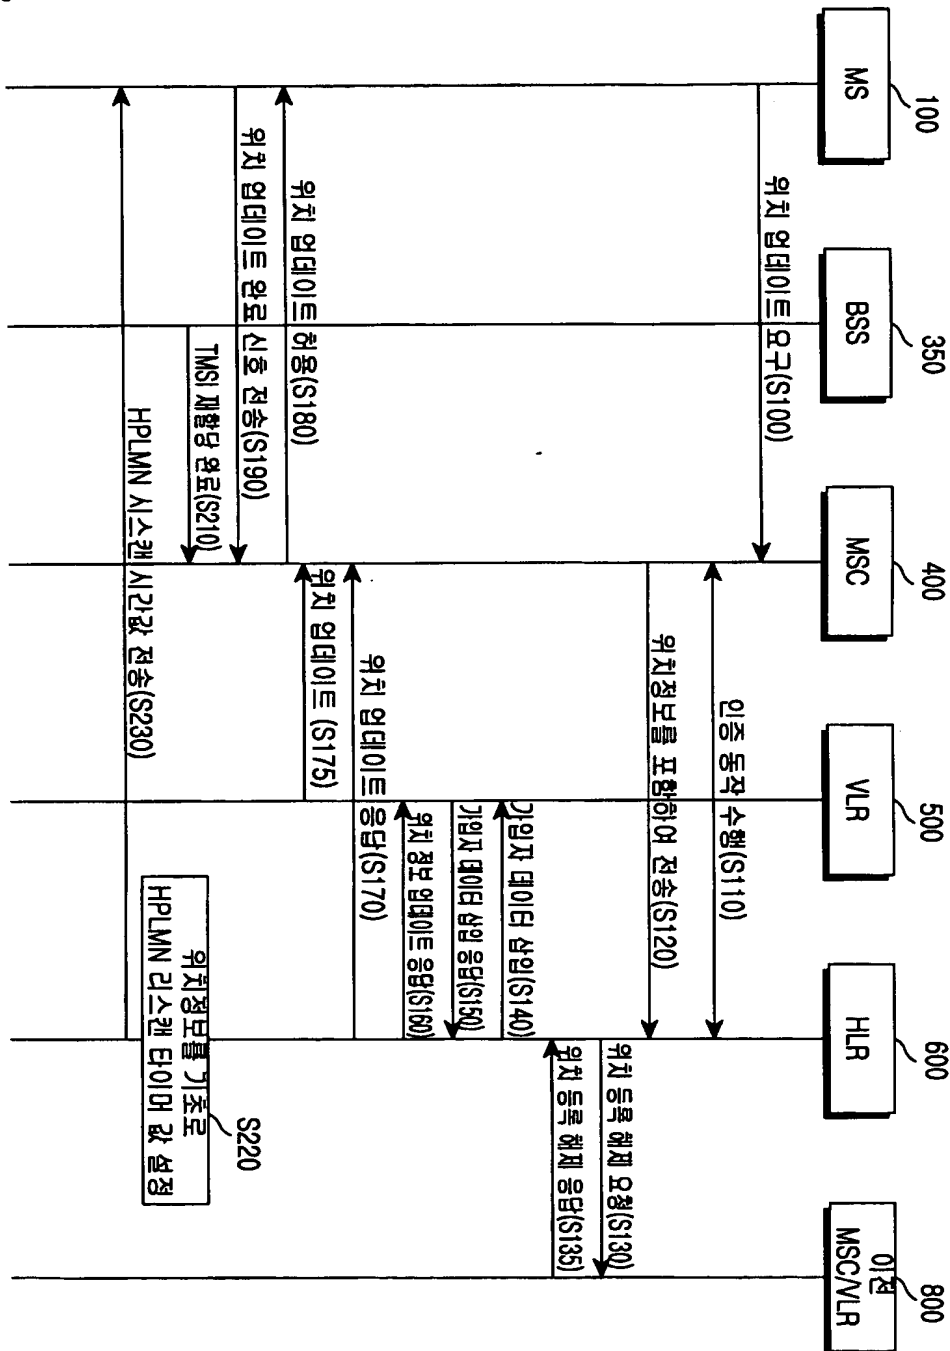 MS
100
BSS
350
MSC
400
VLR
500
HLR
600
이전
MSC/VLR
800
위치 업데이트 요구(S100)
인증 동작 수행(S110)
위치정보를 포함하여 전송(S120)
위치 등록 해제 요청(S130)
위치 등록 해제 응답(S135)
가입자 데이터 삽입(S140)
가입자 데이터 삽입 응답(S150)
위치 정보 업데이트 응답(S160)
위치 업데이트 응답(S170)
위치 업데이트 (S175)
위치 업데이트 허용(S180)
위치 업데이트 완료 신호 전송(S190)
TMSI 재할당 완료(S210)
위치정보를 기초로
HPLMN 리스캔 타이머 값 설정
S220
HPLMN 시스캔 시간값 전송(S230)